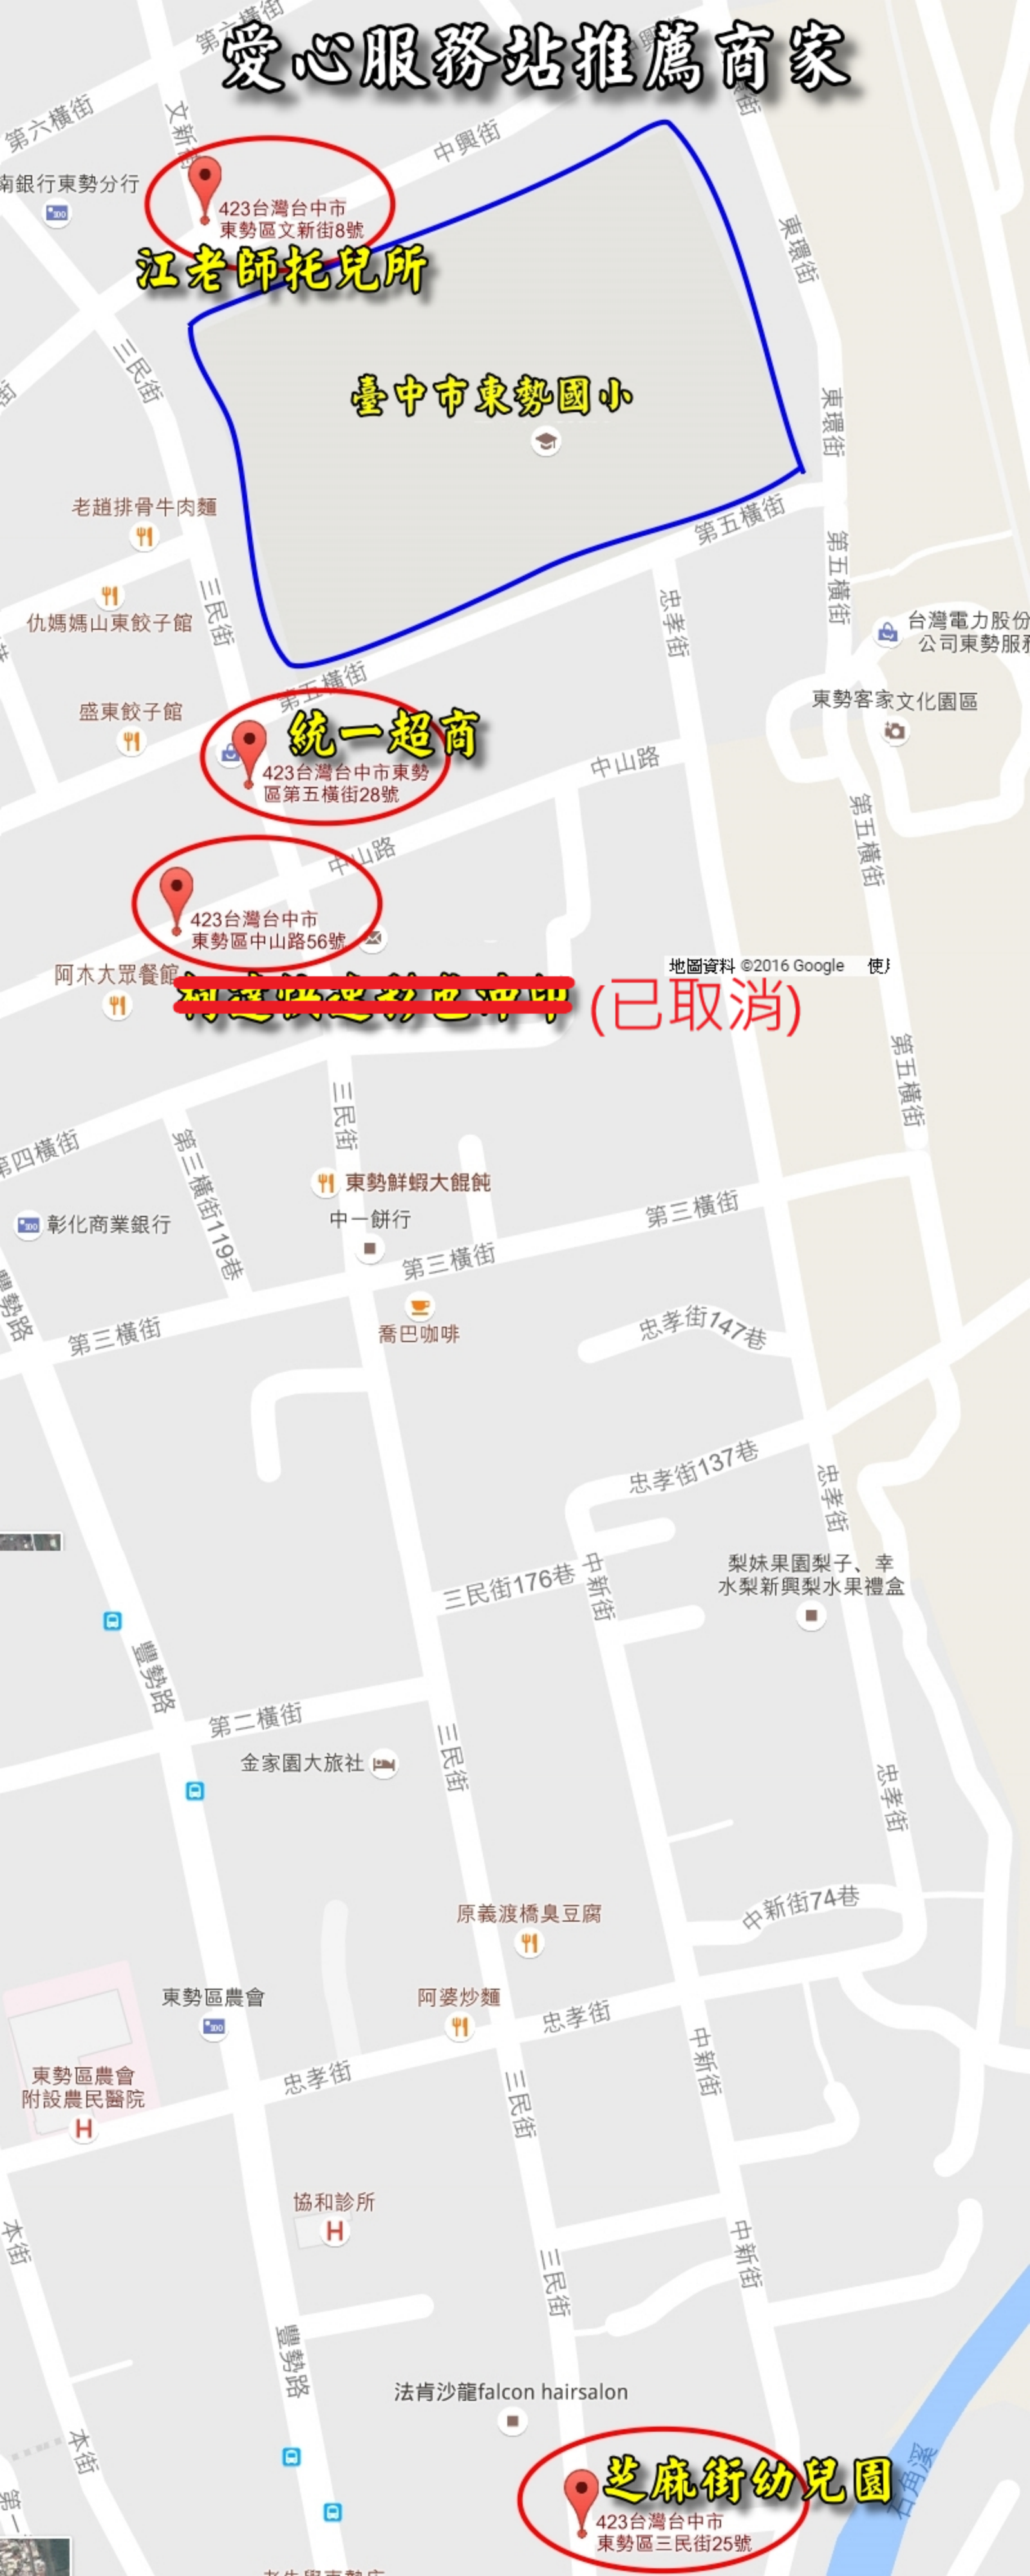 第六橫街
愛心服務站推薦商家
中興街
第六橫街
文新街
中興街
南銀行東勢分行
423台灣台中市
東勢區文新街8號
江老師托兒所
東環街
三民街
臺中市東勢國小
東環街
老趙排骨牛肉麵
第五橫街
第五橫街
三民街
忠孝街
仇媽媽山東餃子館
台灣電力股份
公司東勢服務
第五橫街
盛東餃子館
東勢客家文化園區
統一超商
423台灣台中市東勢
區第五橫街28號
中山路
第五橫街
中山路
423台灣台中市
東勢區中山路56號
阿木大眾餐館
地圖資料 ©2016 Google
(已取消)
第五橫街
三民街
第四橫街
第三橫街119巷
東勢鮮蝦大餛飩
中一餅行
彰化商業銀行
第三橫街
第三橫街
豐勢路
第三橫街
喬巴咖啡
忠孝街147巷
忠孝街137巷
忠孝街
三民街176巷
中新街
梨妹果園梨子、幸
水梨新興梨水果禮盒
豐勢路
第二橫街
三民街
金家園大旅社
忠孝街
中新街74巷
原義渡橋臭豆腐
東勢區農會
阿婆炒麵
忠孝街
中新街
東勢區農會
附設農民醫院
忠孝街
三民街
協和診所
本街
中新街
三民街
豐勢路
法肯沙龍falcon hairsalon
本街
芝麻街幼兒園
石角溪
423台灣台中市
東勢區三民街25號